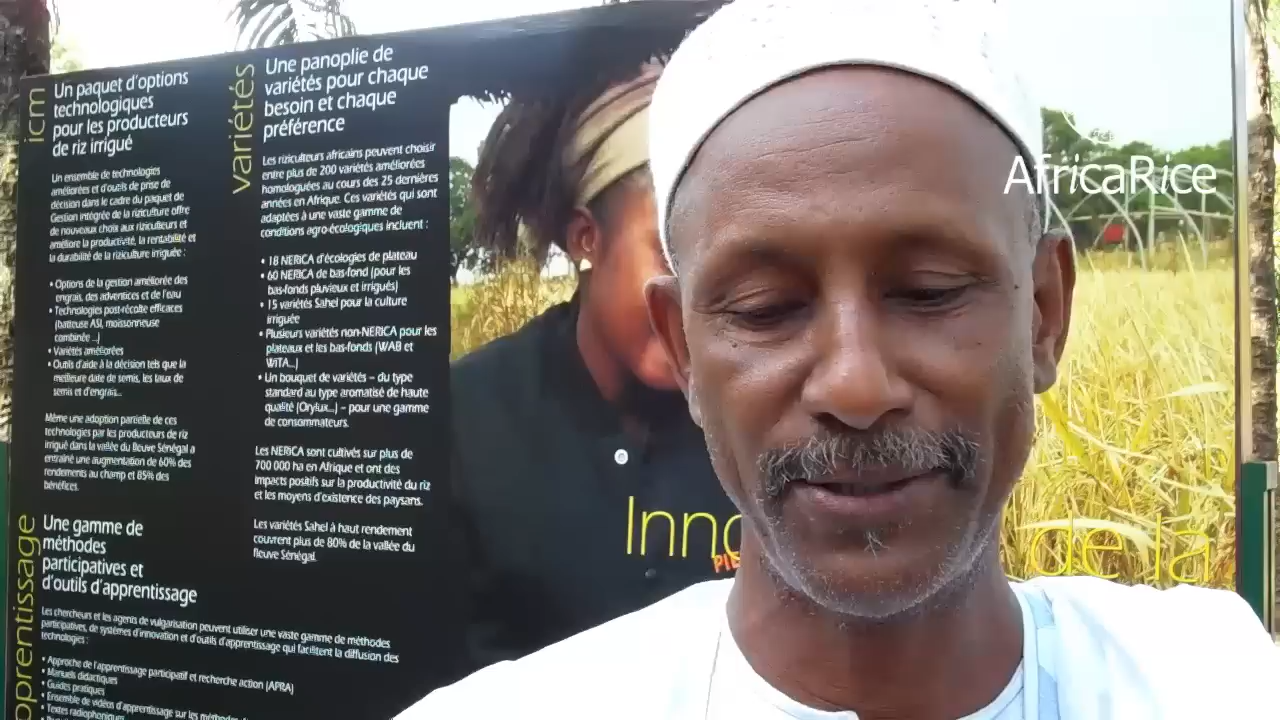 icm
Un paquet d'options
technologiques
pour les producteurs
de riz irrigué
Un ensemble de technologies
améliorées et d'outils de prise de
décision dans le cadre du paquet de
Gestion intégrée de la riziculture offre
de nouveaux choix aux riziculteurs et
améliore la productivité, la rentabilité et
la durabilité de la riziculture irriguée :
• Options de la gestion améliorée des
engrais, des adventices et de l'eau
• Technologies post-récolte efficaces
(batteuse ASI, moissonneuse
combinée ...)
• Variétés améliorées
• Outils d'aide à la décision tels que la
meilleure date de semis, les taux de
semis et d'engrais...
Même une adoption partielle de ces
technologies par les producteurs de riz
irrigué dans la vallée du fleuve Sénégal a
entraîné une augmentation de 60% des
rendements au champ et 85% des
bénéfices.
variétés
Une panoplie de
variétés pour chaque
besoin et chaque
préférence
Les riziculteurs africains peuvent choisir
entre plus de 200 variétés améliorées
homologuées au cours des 25 dernières
années en Afrique. Ces variétés qui sont
adaptées à une vaste gamme de
conditions agro-écologiques incluent :
• 18 NERICA d'écologies de plateau
• 60 NERICA de bas-fond (pour les
bas-fonds pluvieux et irrigués)
• 15 variétés Sahel pour la culture
irriguée
• Plusieurs variétés non-NERICA pour les
plateaux et les bas-fonds (WAB et
WITA...)
• Un bouquet de variétés – du type
standard au type aromatisé de haute
qualité (Orylux...) – pour une gamme
de consommateurs.
Les NERICA sont cultivés sur plus de
700 000 ha en Afrique et ont des
impacts positifs sur la productivité du riz
et les moyens d'existence des paysans.
Les variétés Sahel à haut rendement
couvrent plus de 80% de la vallée du
fleuve Sénégal.
pprentissage
Une gamme de
méthodes
participatives et
d'outils d'apprentissage
Les chercheurs et les agents de vulgarisation peuvent utiliser une vaste gamme de méthodes
participatives, de systèmes d'innovation et d'outils d'apprentissage qui facilitent la diffusion des
technologies :
• Approche de l'apprentissage participatif et recherche action (APRA)
• Manuels didactiques
• Guides pratiques
• Ensemble de vidéos d'apprentissage sur les
• Textes radiophoniques
AfricaRice
Inno
de la